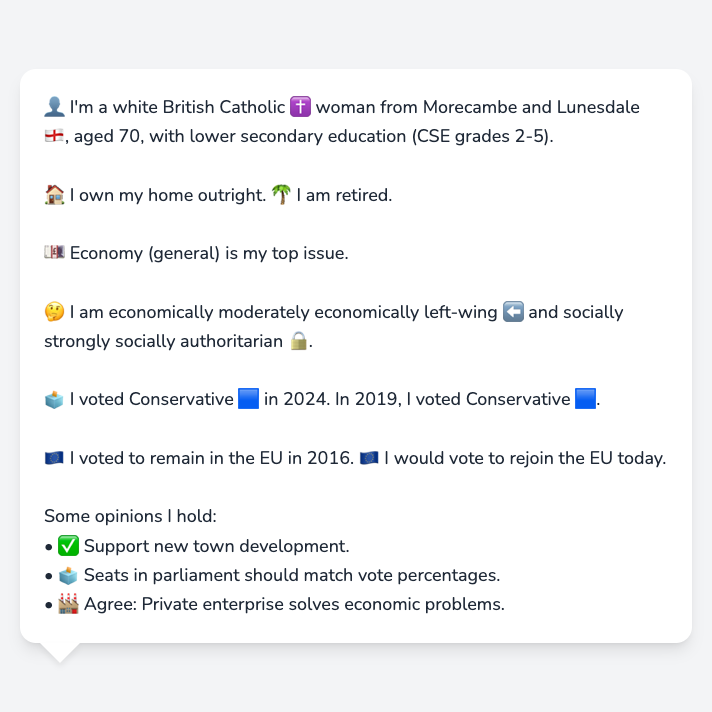 👤 I'm a white British Catholic ✝️ woman from Morecambe and Lunesdale
🏴󠁧󠁢󠁥󠁮󠁧󠁿, aged 70, with lower secondary education (CSE grades 2-5).
🏠 I own my home outright. 🌴 I am retired.
💷 Economy (general) is my top issue.
🤔 I am economically moderately economically left-wing ⬅️ and socially
strongly socially authoritarian 🔒.
🗳️ I voted Conservative 🟦 in 2024. In 2019, I voted Conservative 🟦.
🇪🇺 I voted to remain in the EU in 2016. 🇪🇺 I would vote to rejoin the EU today.
Some opinions I hold:
• ✅ Support new town development.
• 🗳️ Seats in parliament should match vote percentages.
• 🏭 Agree: Private enterprise solves economic problems.